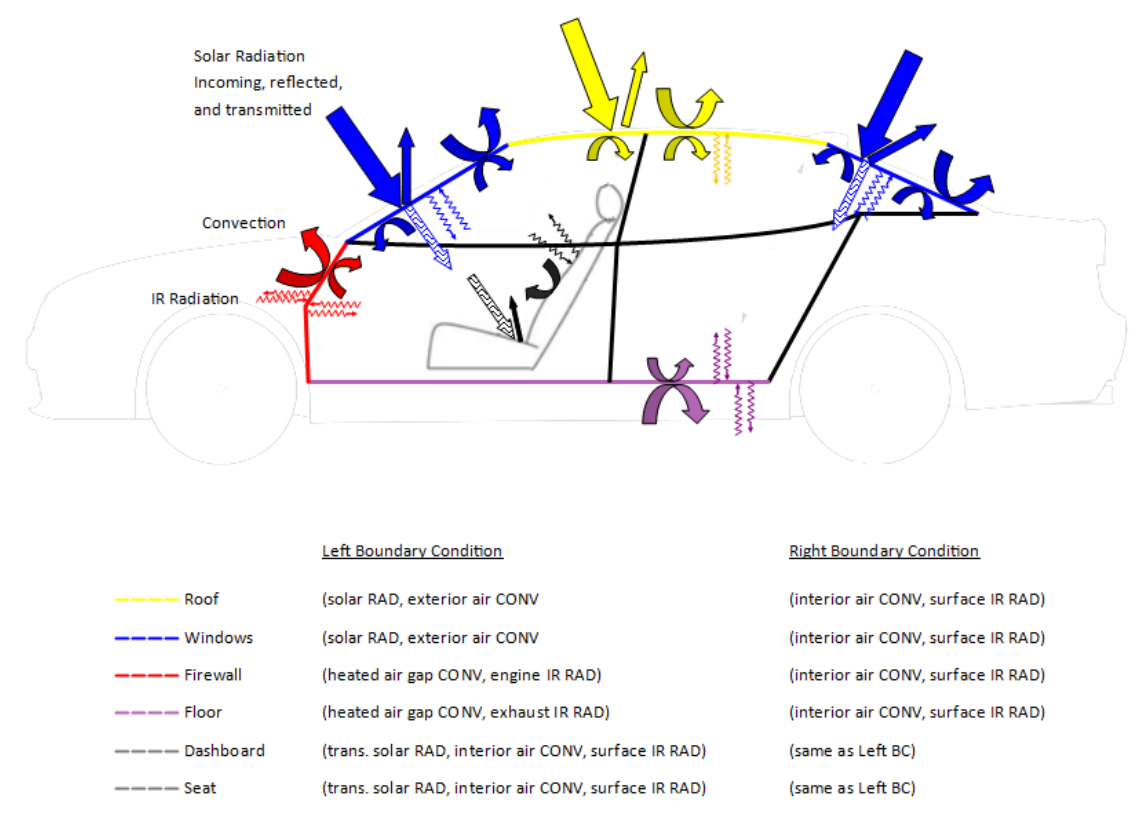 Solar Radiation
Incoming, reflected,
and transmitted
Convection
IR Radiation
Left Boundary Condition Right Boundary Condition
Roof (solar RAD, exterior air CONV (interior air CONV, surface IR RAD)
Windows (solar RAD, exterior air CONV (interior air CONV, surface IR RAD)
Firewall (heated air gap CONV, engine IR RAD) (interior air CONV, surface IR RAD)
Floor (heated air gap CONV, exhaust IR RAD) (interior air CONV, surface IR RAD)
Dashboard (trans. solar RAD, interior air CONV, surface IR RAD) (same as Left BC)
Seat (trans. solar RAD, interior air CONV, surface IR RAD) (same as Left BC)